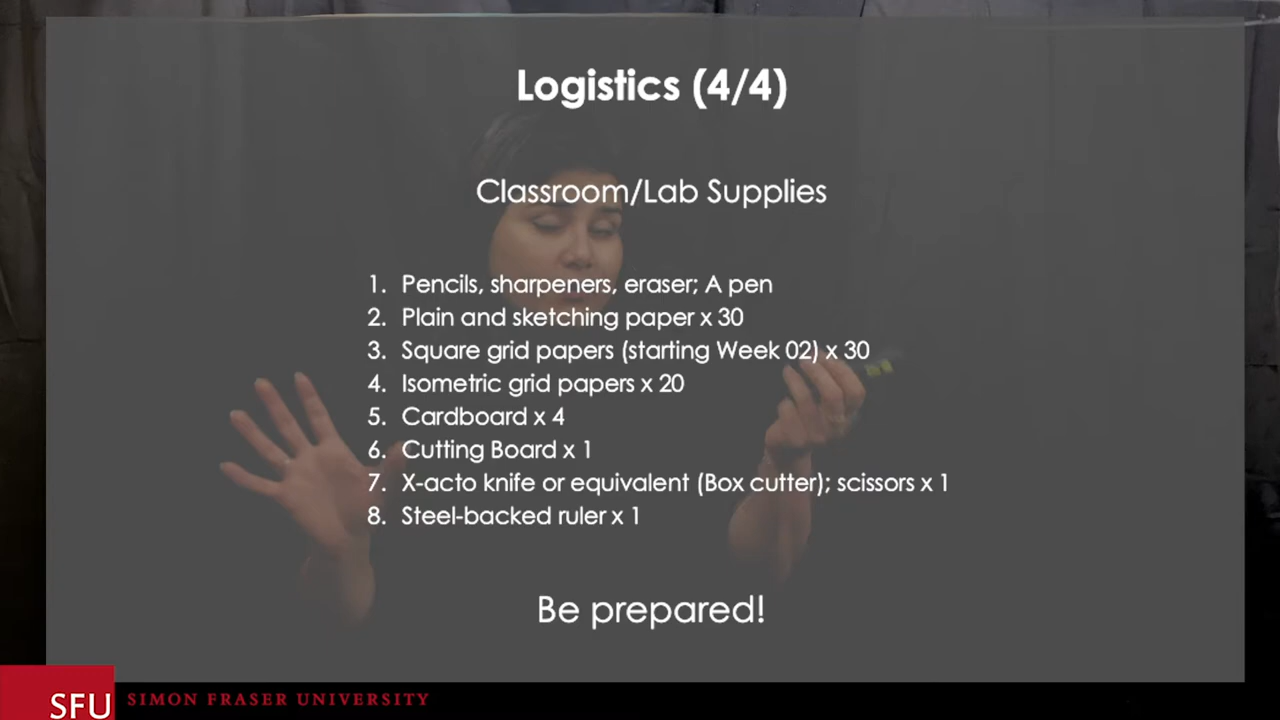 Logistics (4/4)
Classroom/Lab Supplies
1. Pencils, sharpeners, eraser; A pen
2. Plain and sketching paper x 30
3. Square grid papers (starting Week 02) x 30
4. Isometric grid papers x 20
5. Cardboard x 4
6. Cutting Board x 1
7. X-acto knife or equivalent (Box cutter); scissors x 1
8. Steel-backed ruler x 1
Be prepared!
SFU SIMON FRASER UNIVERSITY